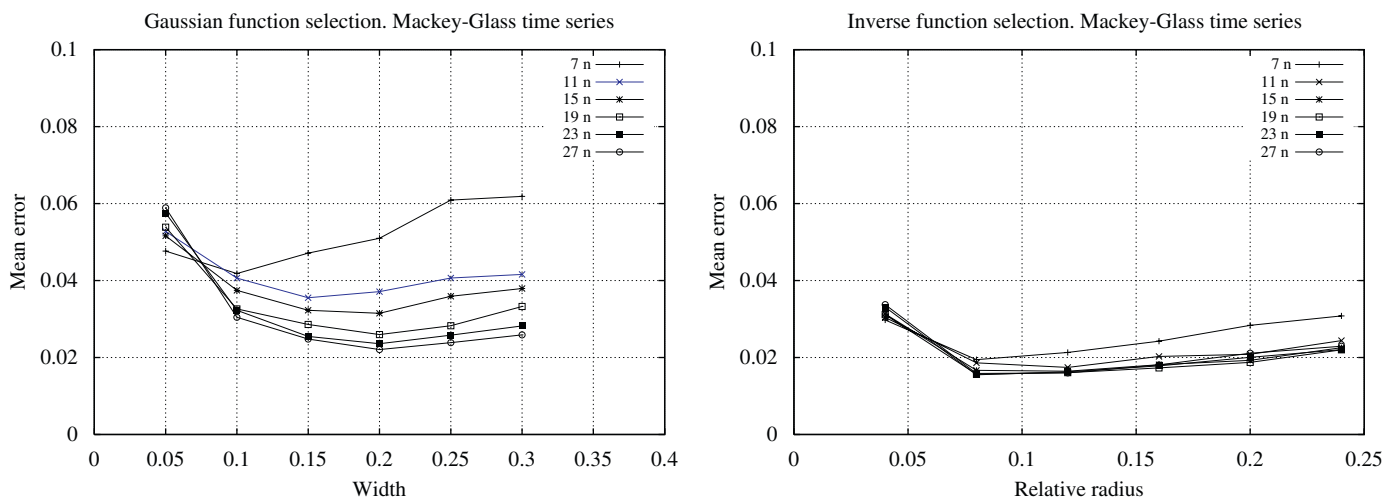 Gaussian function selection. Mackey-Glass time series
0.1
0.08
0.06
0.04
0.02
0
Mean error
7 n
11 n
15 n
19 n
23 n
27 n
0 0.05 0.1 0.15 0.2 0.25 0.3 0.35 0.4
Width
Inverse function selection. Mackey-Glass time series
0.1
0.08
0.06
0.04
0.02
0
Mean error
7 n
11 n
15 n
19 n
23 n
27 n
0 0.05 0.1 0.15 0.2 0.25
Relative radius